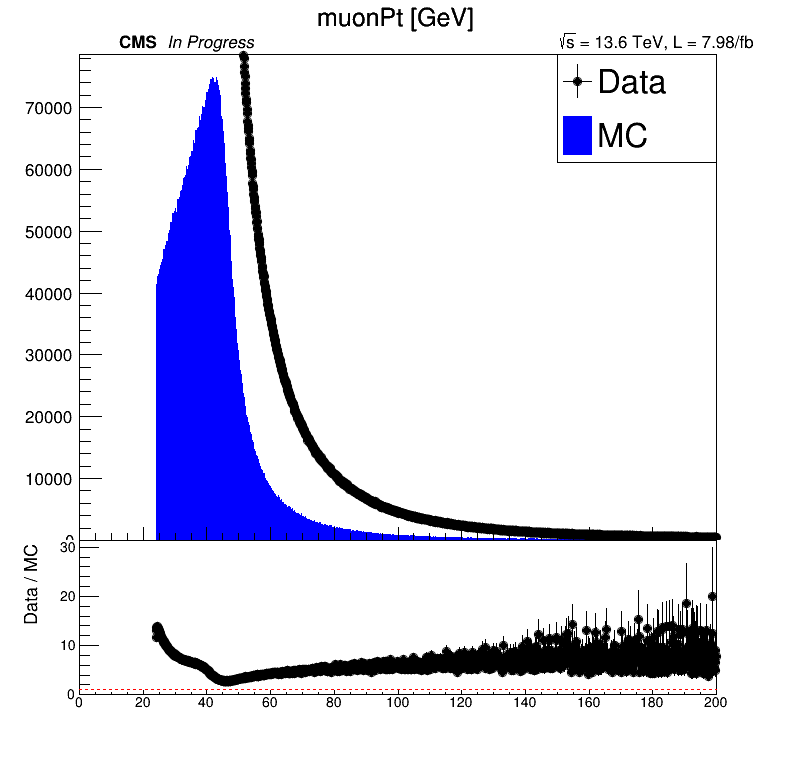 muonPt [GeV]
CMS In Progress
√s = 13.6 TeV, L = 7.98/fb
Data
MC
70000
60000
50000
40000
30000
20000
10000
0
Data / MC
30
20
10
0
0 20 40 60 80 100 120 140 160 180 200